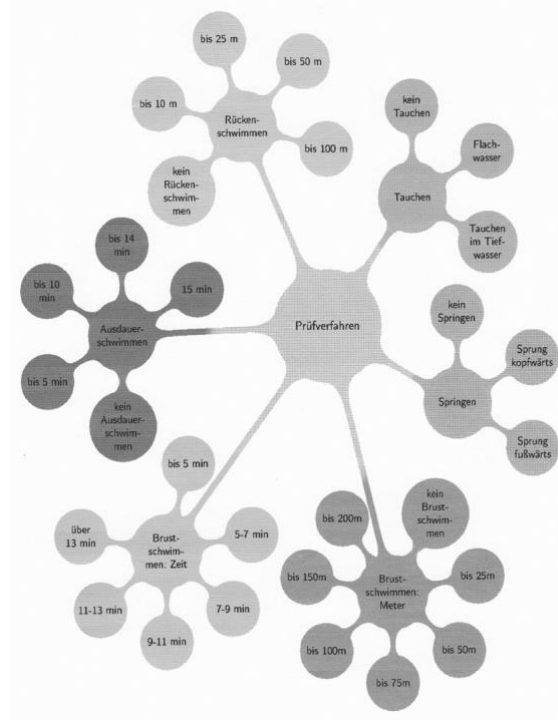 Prüfverfahren
Rücken-
schwimmen
kein
Rücken-
schwim-
men
bis 10 m
bis 25 m
bis 50 m
bis 100 m
Tauchen
kein
Tauchen
Flach-
wasser
Tauchen
im Tief-
wasser
Springen
kein
Springen
Sprung
kopfwärts
Sprung
fußwärts
Brust-
schwimmen:
Meter
kein
Brust-
schwim-
men
bis 25m
bis 50m
bis 75m
bis 100m
bis 150m
bis 200m
Brust-
schwim-
men: Zeit
bis 5 min
5-7 min
7-9 min
9-11 min
11-13 min
über
13 min
Ausdauer-
schwimmen
kein
Ausdauer-
schwim-
men
bis 5 min
bis 10
min
bis 14
min
15 min